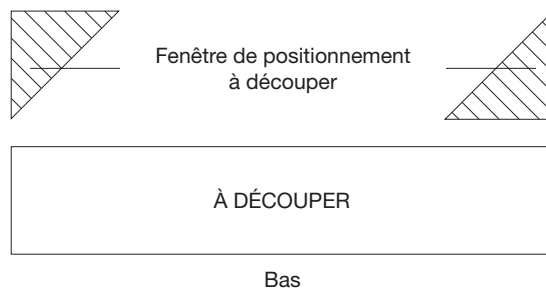 Fenêtre de positionnement
à découper
À DÉCOUPER
Bas